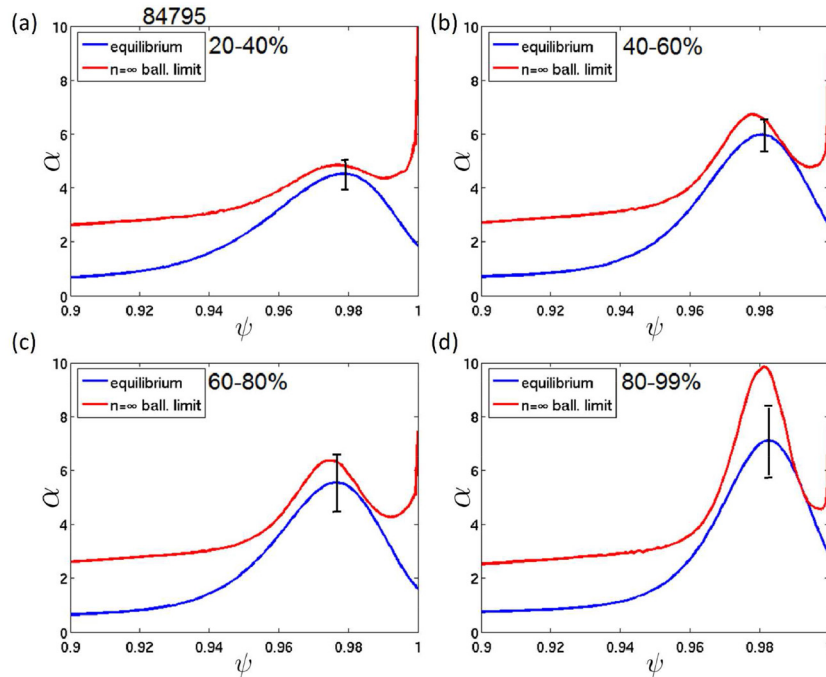 84795
(a)
equilibrium
n=∞ ball. limit
20-40%
10
8
6
4
2
0
α
0.9
0.92
0.94
0.96
0.98
1
ψ
(b)
equilibrium
n=∞ ball. limit
40-60%
10
8
6
4
2
0
α
0.9
0.92
0.94
0.96
0.98
ψ
(c)
equilibrium
n=∞ ball. limit
60-80%
10
8
6
4
2
0
α
0.9
0.92
0.94
0.96
0.98
1
ψ
(d)
equilibrium
n=∞ ball. limit
80-99%
10
8
6
4
2
0
α
0.9
0.92
0.94
0.96
0.98
ψ